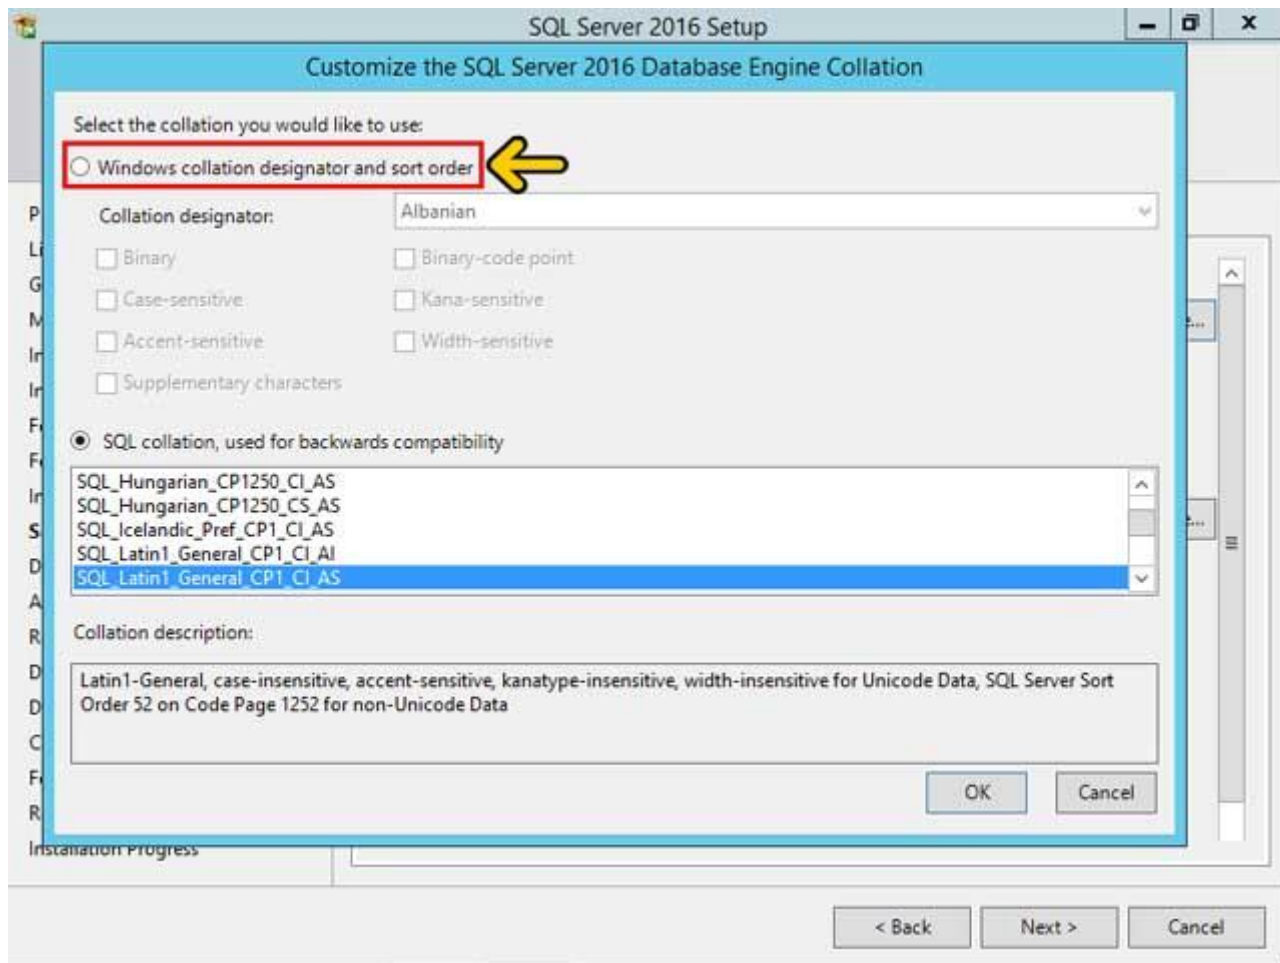 SQL Server 2016 Setup
Customize the SQL Server 2016 Database Engine Collation
Select the collation you would like to use:
Windows collation designator and sort order
Collation designator: Albanian
Binary Binary-code point
Case-sensitive Kana-sensitive
Accent-sensitive Width-sensitive
Supplementary characters
SQL collation, used for backwards compatibility
SQL_Hungarian_CP1250_CI_AS
SQL_Hungarian_CP1250_CS_AS
SQL_Icelandic_Pref_CP1_CI_AS
SQL_Latin1_General_CP1_CI_AI
SQL_Latin1_General_CP1_CI_AS
Collation description:
Latin1-General, case-insensitive, accent-sensitive, kanatype-insensitive, width-insensitive for Unicode Data, SQL Server Sort
Order 52 on Code Page 1252 for non-Unicode Data
OK Cancel
Installation Progress
< Back Next > Cancel